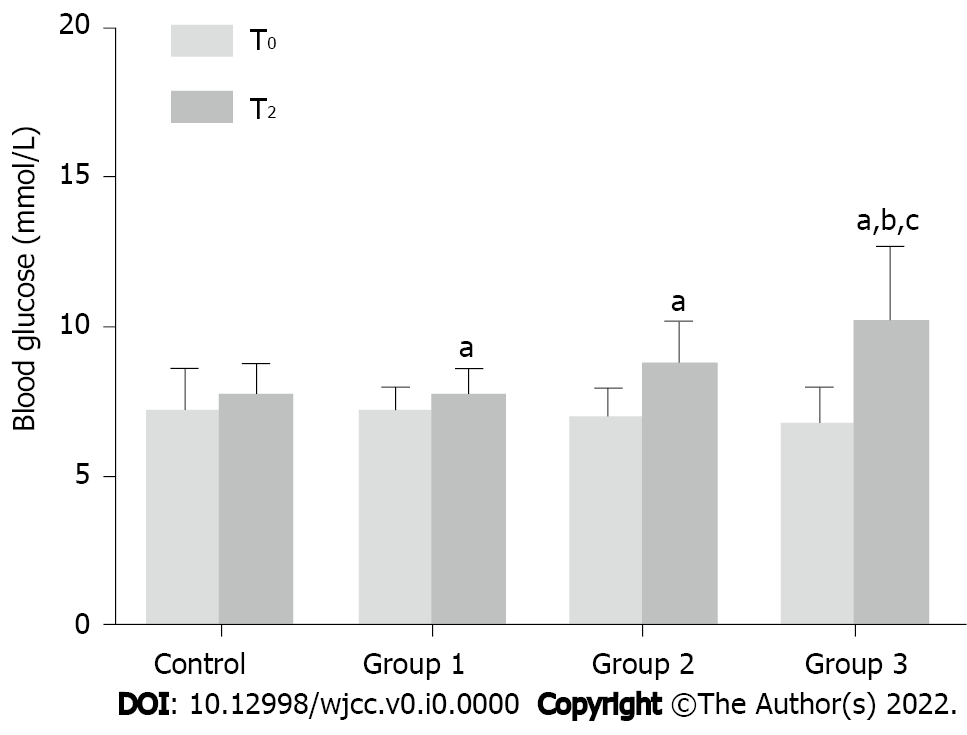 20
T0
T2
15
a,b,c
10
a
a
5
0
Blood glucose (mmol/L)
Control
Group 1
Group 2
Group 3
DOI: 10.12998/wjcc.v0.i0.0000 Copyright ©The Author(s) 2022.